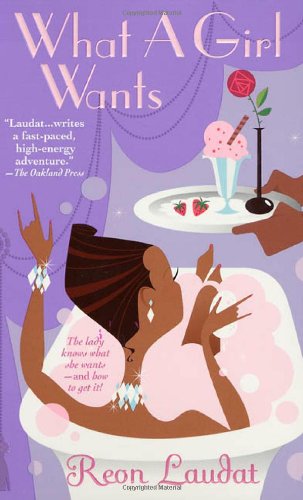 What A Girl
Wants
"Laudat...writes
a fast-paced,
high-energy
adventure."
—The Oakland Press
The lady
knows what
she wants
—and how
to get it!
Reon Laudat